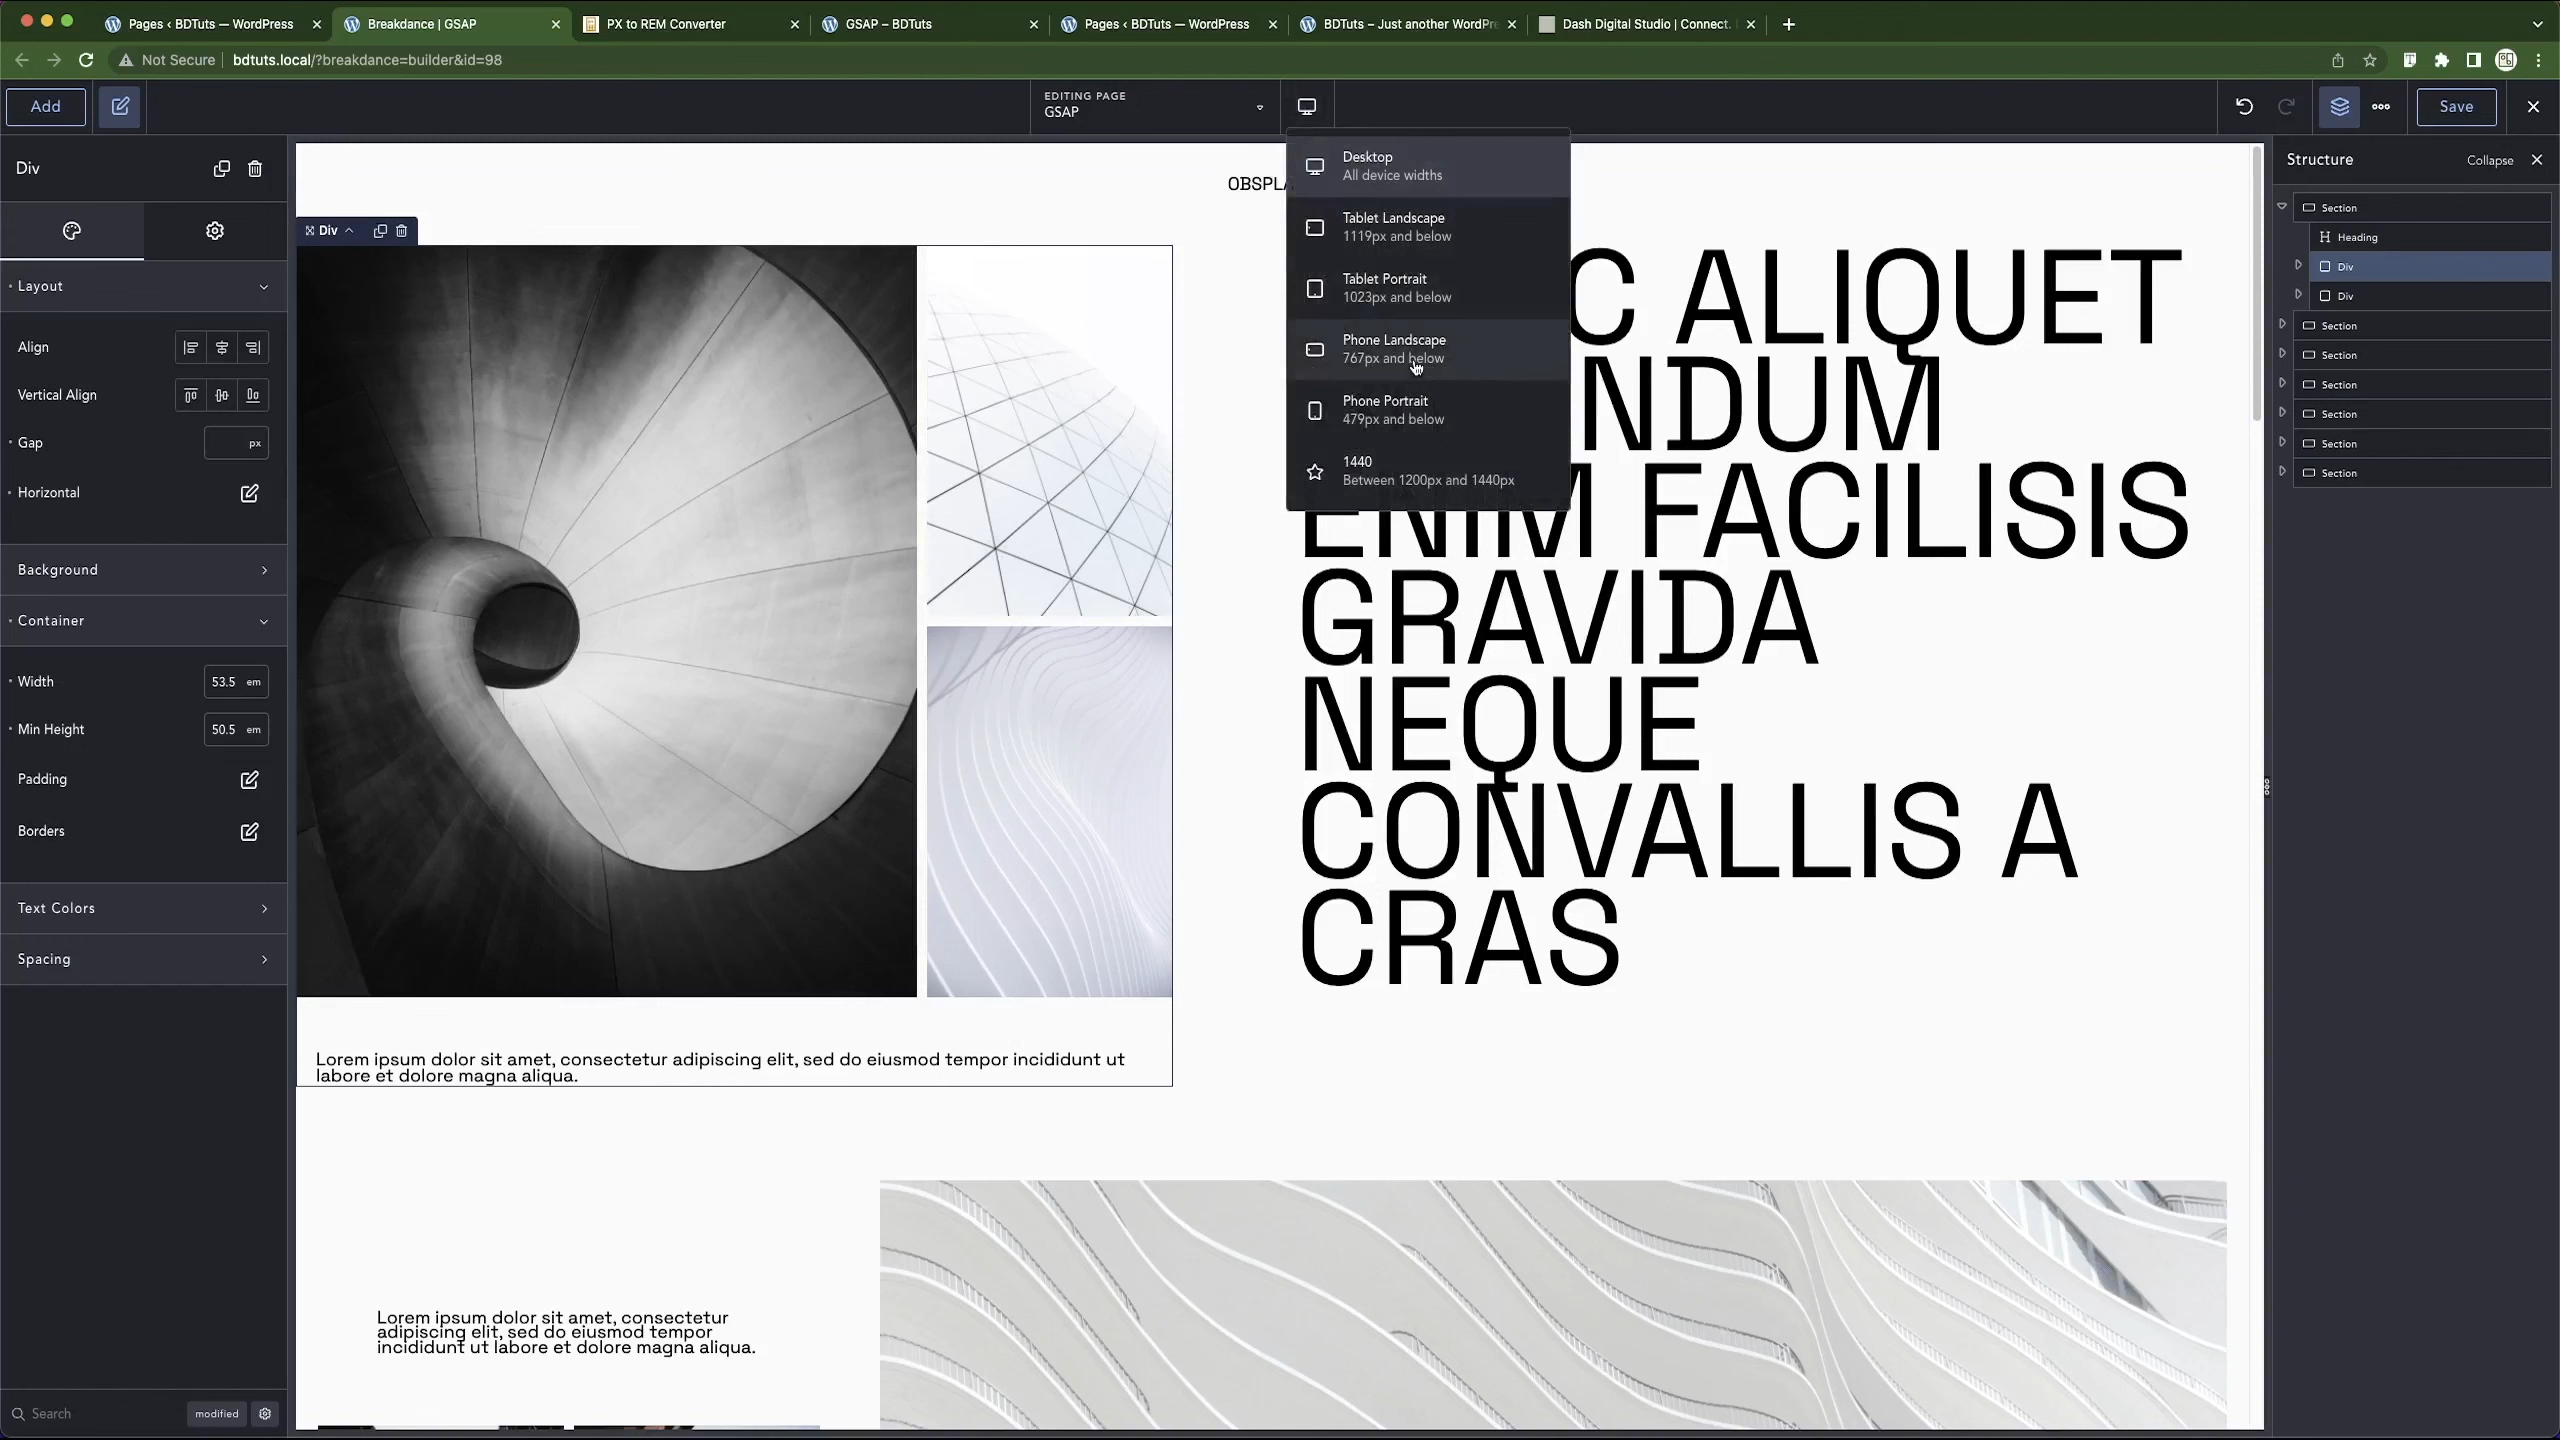 Pages ‹ BDTuts — WordPress
Breakdance | GSAP
PX to REM Converter
GSAP – BDTuts
Pages ‹ BDTuts — WordPress
BDTuts – Just another WordPr
Dash Digital Studio | Connect.
Not Secure
bdtuts.local/?breakdance=builder&id=98
Add
EDITING PAGE
GSAP
Save
Div
Layout
Align
Vertical Align
Gap
px
Horizontal
Background
Container
Width
53.5 em
Min Height
50.5 em
Padding
Borders
Text Colors
Spacing
Search
modified
OBSPL
Div
Desktop
All device widths
Tablet Landscape
1119px and below
Tablet Portrait
1023px and below
Phone Landscape
767px and below
Phone Portrait
479px and below
1440
Between 1200px and 1440px
C ALIQUET
NDUM
ENIM FACILISIS
GRAVIDA
NEQUE
CONVALLIS A
CRAS
Lorem ipsum dolor sit amet, consectetur adipiscing elit, sed do eiusmod tempor incididunt ut
labore et dolore magna aliqua.
Lorem ipsum dolor sit amet, consectetur
adipiscing elit, sed do eiusmod tempor
incididunt ut labore et dolore magna aliqua.
Structure
Collapse
Section
Heading
Div
Div
Section
Section
Section
Section
Section
Section